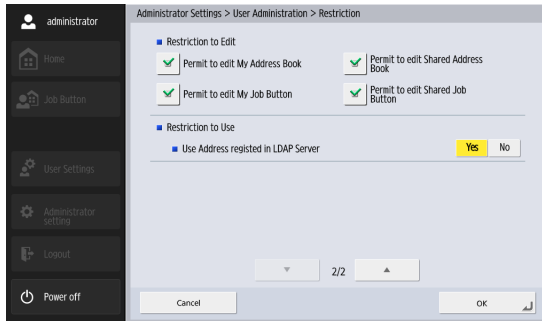 administrator
Home
Job Button
User Settings
Administrator
setting
Logout
Power off
Administrator Settings > User Administration > Restriction
Restriction to Edit
Permit to edit My Address Book
Permit to edit Shared Address
Book
Permit to edit My Job Button
Permit to edit Shared Job
Button
Restriction to Use
Use Address registed in LDAP Server
Yes
No
2/2
Cancel
OK